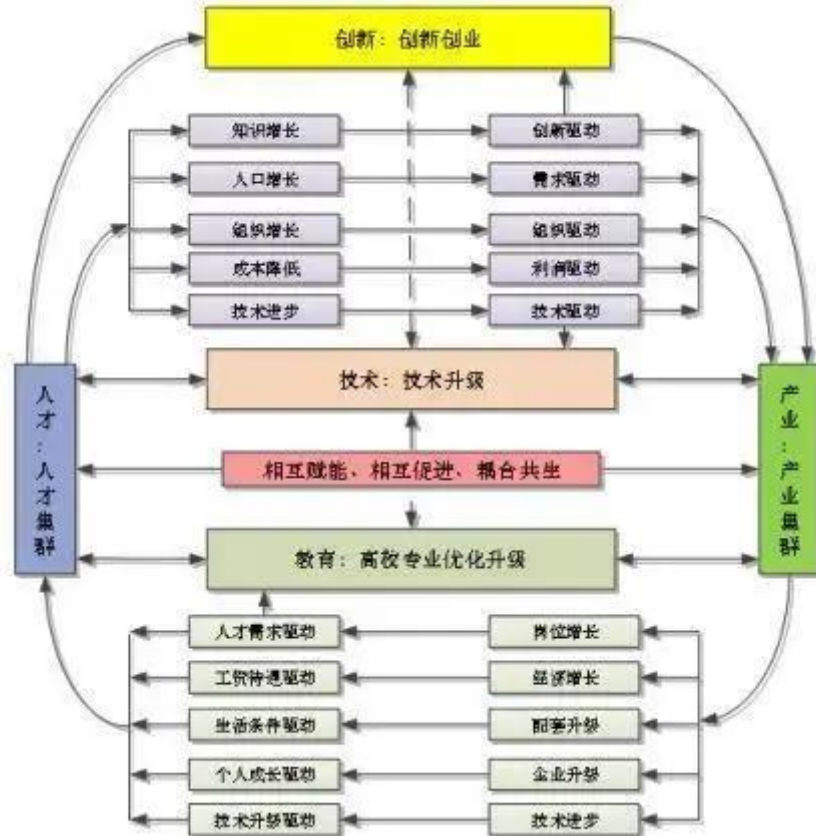 创新：创新创业
知识增长
创新驱动
人口增长
需求驱动
组织增长
组织驱动
成本降低
利润驱动
技术进步
技术驱动
人才：人才集群
技术：技术升级
产业：产业集群
相互赋能、相互促进、耦合共生
教育：高校专业优化升级
人才需求驱动
岗位增长
工资待遇驱动
经济增长
生活条件驱动
配套升级
个人成长驱动
企业升级
技术升级驱动
技术进步